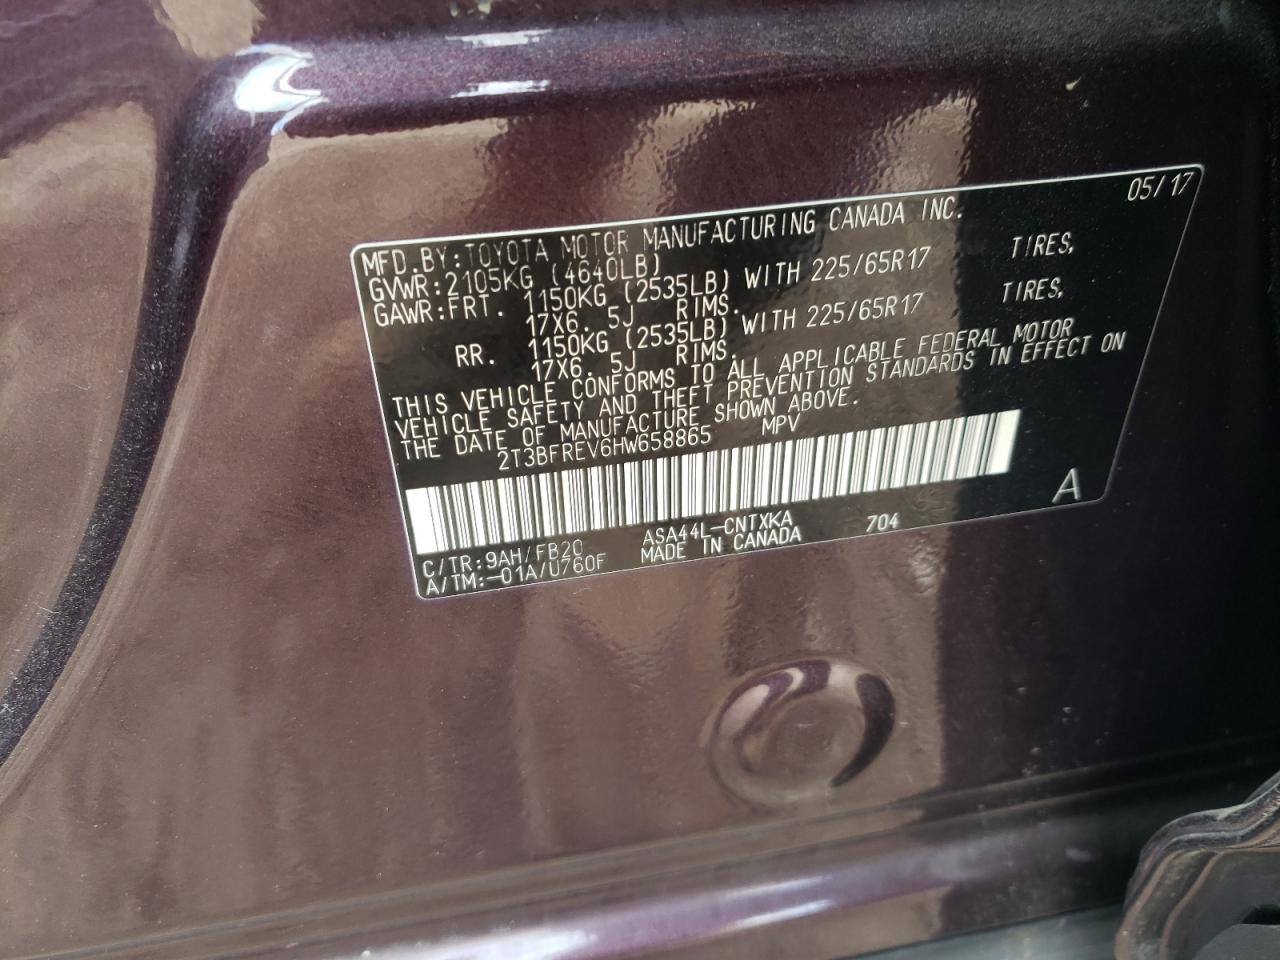 05/17
MFD.BY:TOYOTA MOTOR MANUFACTURING CANADA INC.
GVWR:2105KG (4640LB)
GAWR:FRT. 1150KG (2535LB) WITH 225/65R17 TIRES,
17X6.5J RIMS.
RR. 1150KG (2535LB) WITH 225/65R17 TIRES,
17X6.5J RIMS.
THIS VEHICLE CONFORMS TO ALL APPLICABLE FEDERAL MOTOR
VEHICLE SAFETY AND THEFT PREVENTION STANDARDS IN EFFECT ON
THE DATE OF MANUFACTURE SHOWN ABOVE.
2T3BFREV6HW658865 MPV
A
C/TR:9AH/FB20 ASA44L-CNTXKA 704
A/TM:-01A/U760F MADE IN CANADA